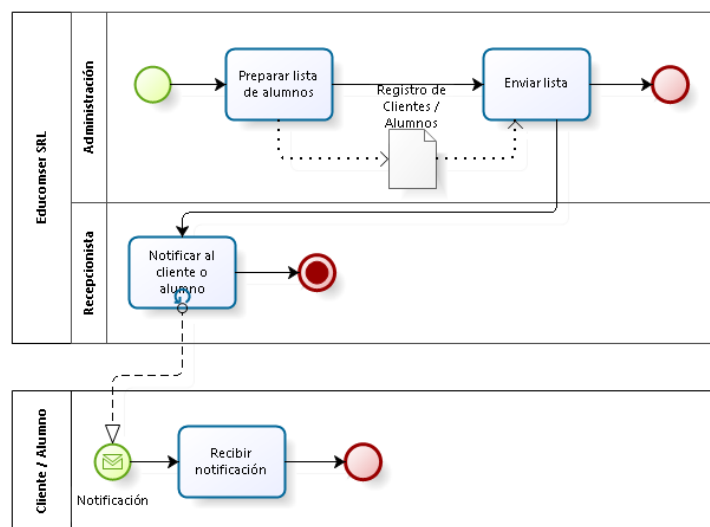 Educomser SRL
Administración
Preparar lista
de alumnos
Registro de
Clientes /
Alumnos
Enviar lista
Recepcionista
Notificar al
cliente o
alumno
Cliente / Alumno
Notificación
Recibir
notificación